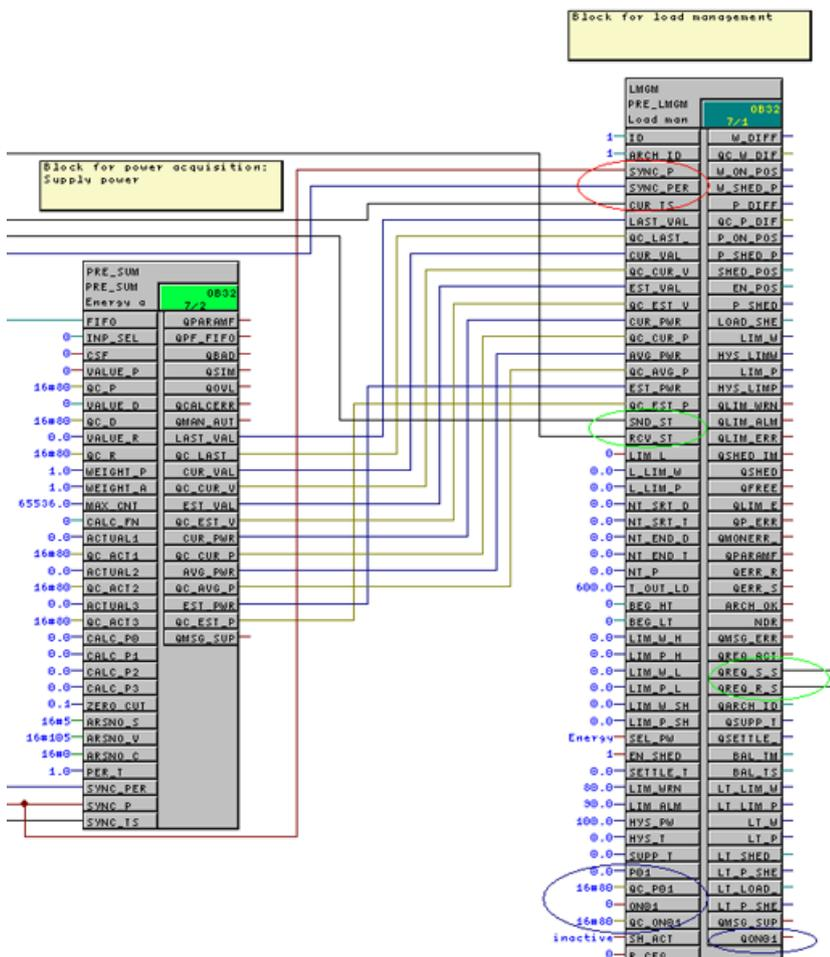 Block for load management
LMGM
PRE_LMGM
Load man
OB32
7/1
1 ID W_DIFF
1 ARCH_ID QC_W_DIF
SYNC_P W_ON_POS
SYNC_PER W_SHED_P
CUR_TS P_DIFF
LAST_VAL QC_P_DIF
QC_LAST_ P_ON_POS
CUR_VAL P_SHED_P
QC_CUR_V SHED_POS
EST_VAL EN_POS
QC_EST_V P_SHED
CUR_PWR LOAD_SHE
QC_CUR_P LIM_W
AVG_PWR HYS_LIMW
QC_AVG_P LIM_P
EST_PWR HYS_LIMP
QC_EST_P QLIM_WRN
SND_ST QLIM_ALM
RCV_ST QLIM_ERR
0 LIM_L QSHED_IM
0.0 L_LIM_W QSHED
0.0 L_LIM_P QFREE
0.0 NT_SRT_D QLIM_E
0.0 NT_SRT_T QP_ERR
0.0 NT_END_D QMONERR_
0.0 NT_END_T QPARAMF
0.0 NT_P QERR_R
600.0 T_OUT_LD QERR_S
0 BEG_HT ARCH_OK
0 BEG_LT NDR
0.0 LIM_W_H QMSG_ERR
0.0 LIM_P_H QREQ_ACT
0.0 LIM_W_L QREQ_S_S
0.0 LIM_P_L QREQ_R_S
0.0 LIM_W_SH QARCH_ID
0.0 LIM_P_SH QSUPP_T
Energy SEL_PW QSETTLE_
1 EN_SHED BAL_TM
0.0 SETTLE_T BAL_TS
80.0 LIM_WRN LT_LIM_W
90.0 LIM_ALM LT_LIM_P
100.0 HYS_PW LT_W
0.0 HYS_T LT_P
0.0 SUPP_T LT_SHED_
0.0 P01 LT_P_SHE
16#80 QC_P01 LT_LOAD_
0 ON01 LT_P_SHE
16#80 QC_ON01 QMSG_SUP
inactive SH_ACT QON01
Block for power acquisition:
Supply power
PRE_SUM
PRE_SUM
Energy a
OB32
7/2
FIFO QPARAMF
0 INP_SEL QPF_FIFO
0 CSF QBAD
0 VALUE_P QSIM
16#80 QC_P QOVL
0 VALUE_D QCALCERR
16#80 QC_D QMAN_AUT
0.0 VALUE_R LAST_VAL
16#80 QC_R QC_LAST_
1.0 WEIGHT_P CUR_VAL
1.0 WEIGHT_A QC_CUR_V
65536.0 MAX_CNT EST_VAL
0 CALC_FN QC_EST_V
0.0 ACTUAL1 CUR_PWR
16#80 QC_ACT1 QC_CUR_P
0.0 ACTUAL2 AVG_PWR
16#80 QC_ACT2 QC_AVG_P
0.0 ACTUAL3 EST_PWR
16#80 QC_ACT3 QC_EST_P
0.0 CALC_P0 QMSG_SUP
0.0 CALC_P1
0.0 CALC_P2
0.0 CALC_P3
0.1 ZERO_CUT
16#5 ARSNO_S
16#105 ARSNO_V
16#0 ARSNO_C
1.0 PER_T
SYNC_PER
SYNC_P
SYNC_TS